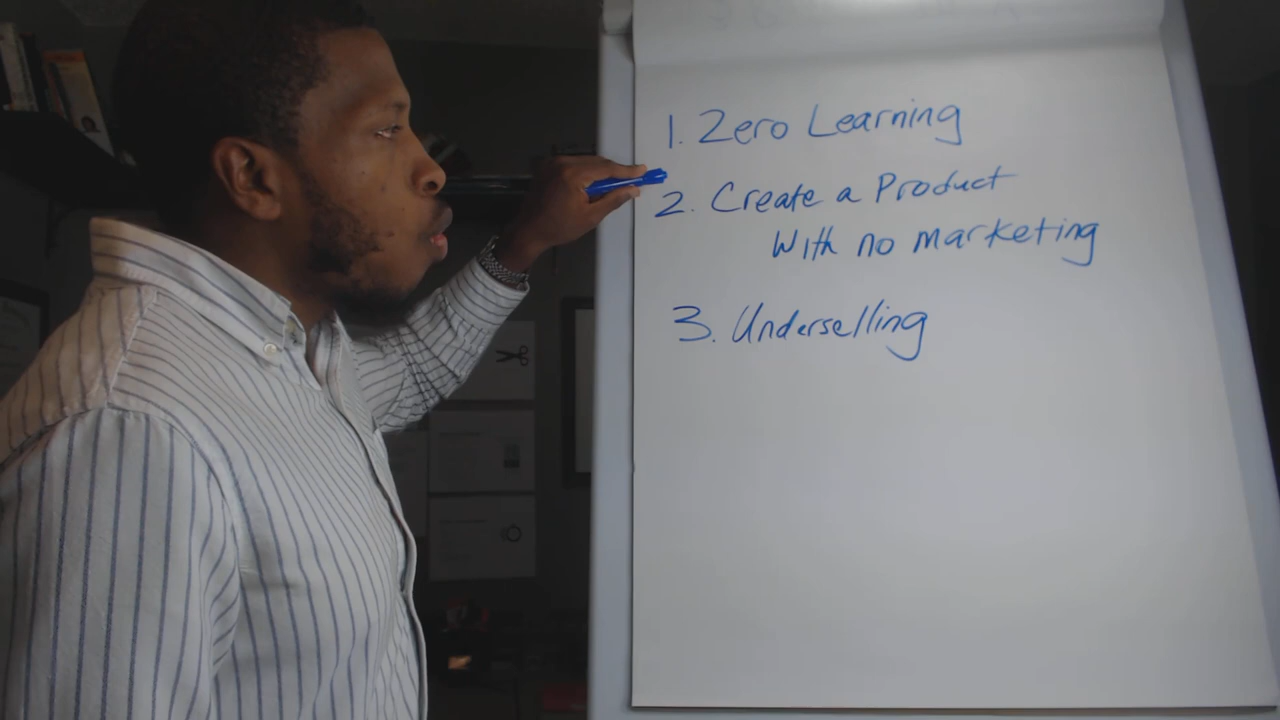 1. Zero Learning
2. Create a Product
With no marketing
3. Underselling